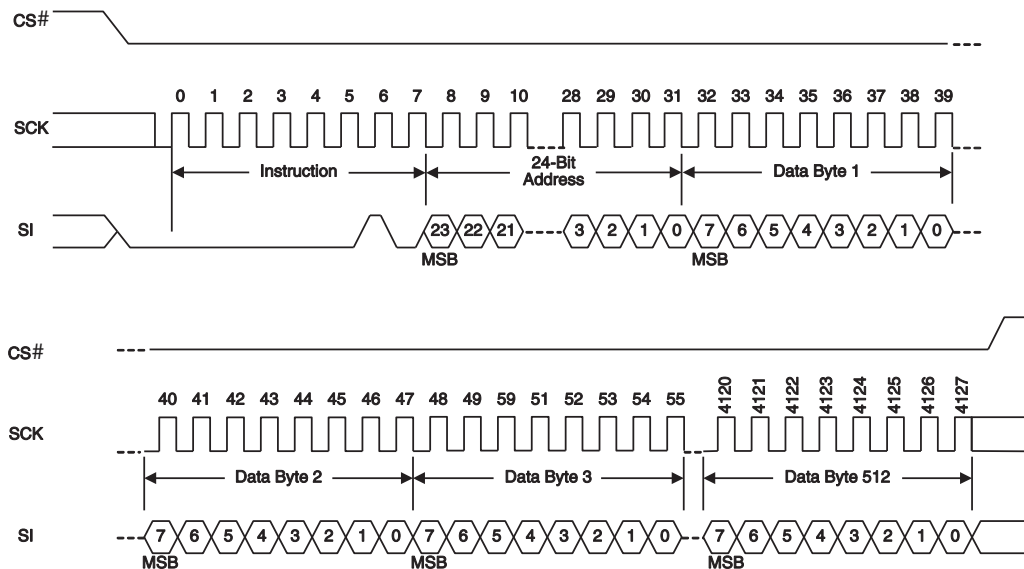 CS#
0 1 2 3 4 5 6 7 8 9 10 28 29 30 31 32 33 34 35 36 37 38 39
SCK
Instruction
24-Bit
Address
Data Byte 1
SI
23 22 21 3 2 1 0 7 6 5 4 3 2 1 0
MSB MSB
CS#
40 41 42 43 44 45 46 47 48 49 59 51 52 53 54 55 4120 4121 4122 4123 4124 4125 4126 4127
SCK
Data Byte 2 Data Byte 3 Data Byte 512
SI
7 6 5 4 3 2 1 0 7 6 5 4 3 2 1 0 7 6 5 4 3 2 1 0
MSB MSB MSB